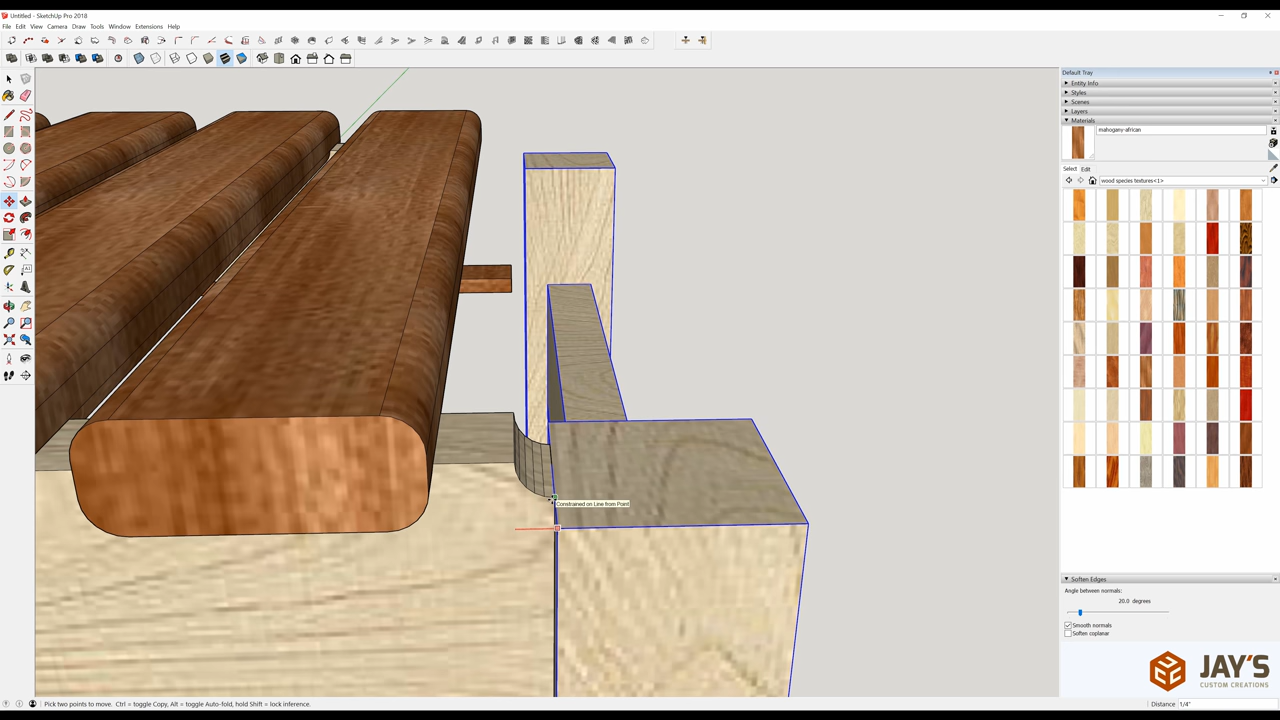 Untitled - SketchUp Pro 2018
File Edit View Camera Draw Tools Window Extensions Help
Default Tray
Entity Info
Styles
Scenes
Layers
Materials
mahogany-african
Select Edit
wood species textures<1>
Constrained on Line from Point
Soften Edges
Angle between normals:
20.0 degrees
Smooth normals
Soften coplanar
JAY'S
CUSTOM CREATIONS
Pick two points to move. Ctrl = toggle Copy, Alt = toggle Auto-fold, hold Shift = lock inference.
Distance 1/4"